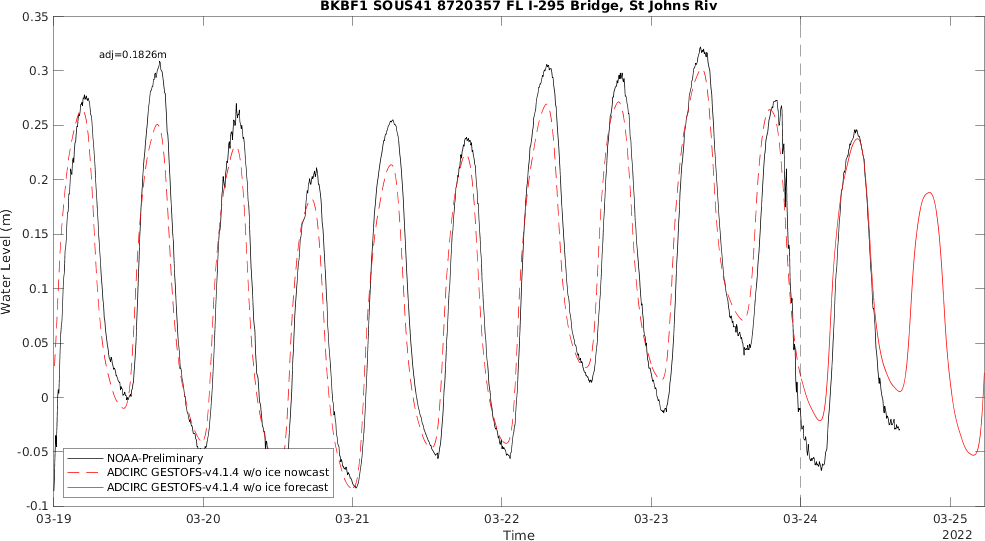 BKBF1 SOUS41 8720357 FL I-295 Bridge, St Johns Riv
0.35
0.3
0.25
0.2
0.15
0.1
0.05
0
-0.05
-0.1
Water Level (m)
adj=0.1826m
NOAA-Preliminary
ADCIRC GESTOFS-v4.1.4 w/o ice nowcast
ADCIRC GESTOFS-v4.1.4 w/o ice forecast
03-19 03-20 03-21 03-22 03-23 03-24 03-25
2022
Time